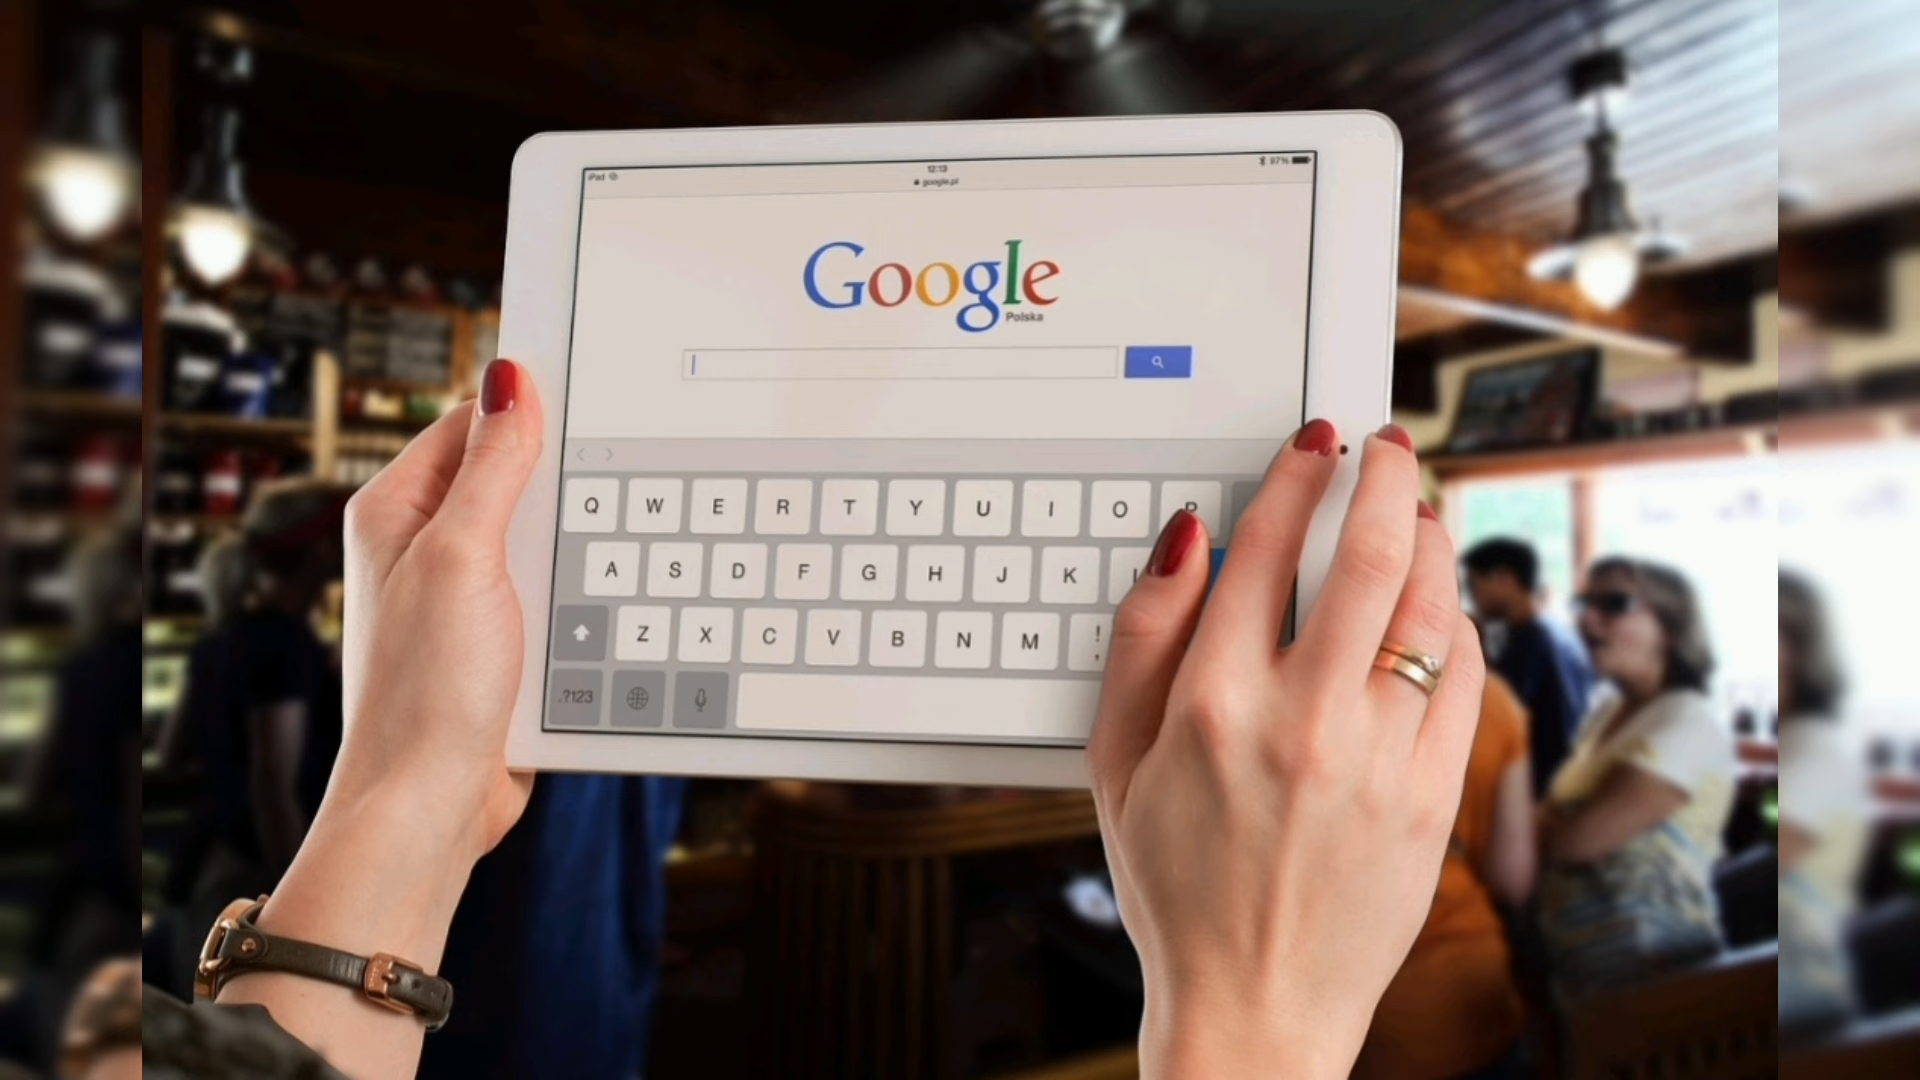 iPad
12:13
97%
google.pl
Google
Polska
Q W E R T Y U I O P
A S D F G H J K L
Z X C V B N M ! ,
.?123